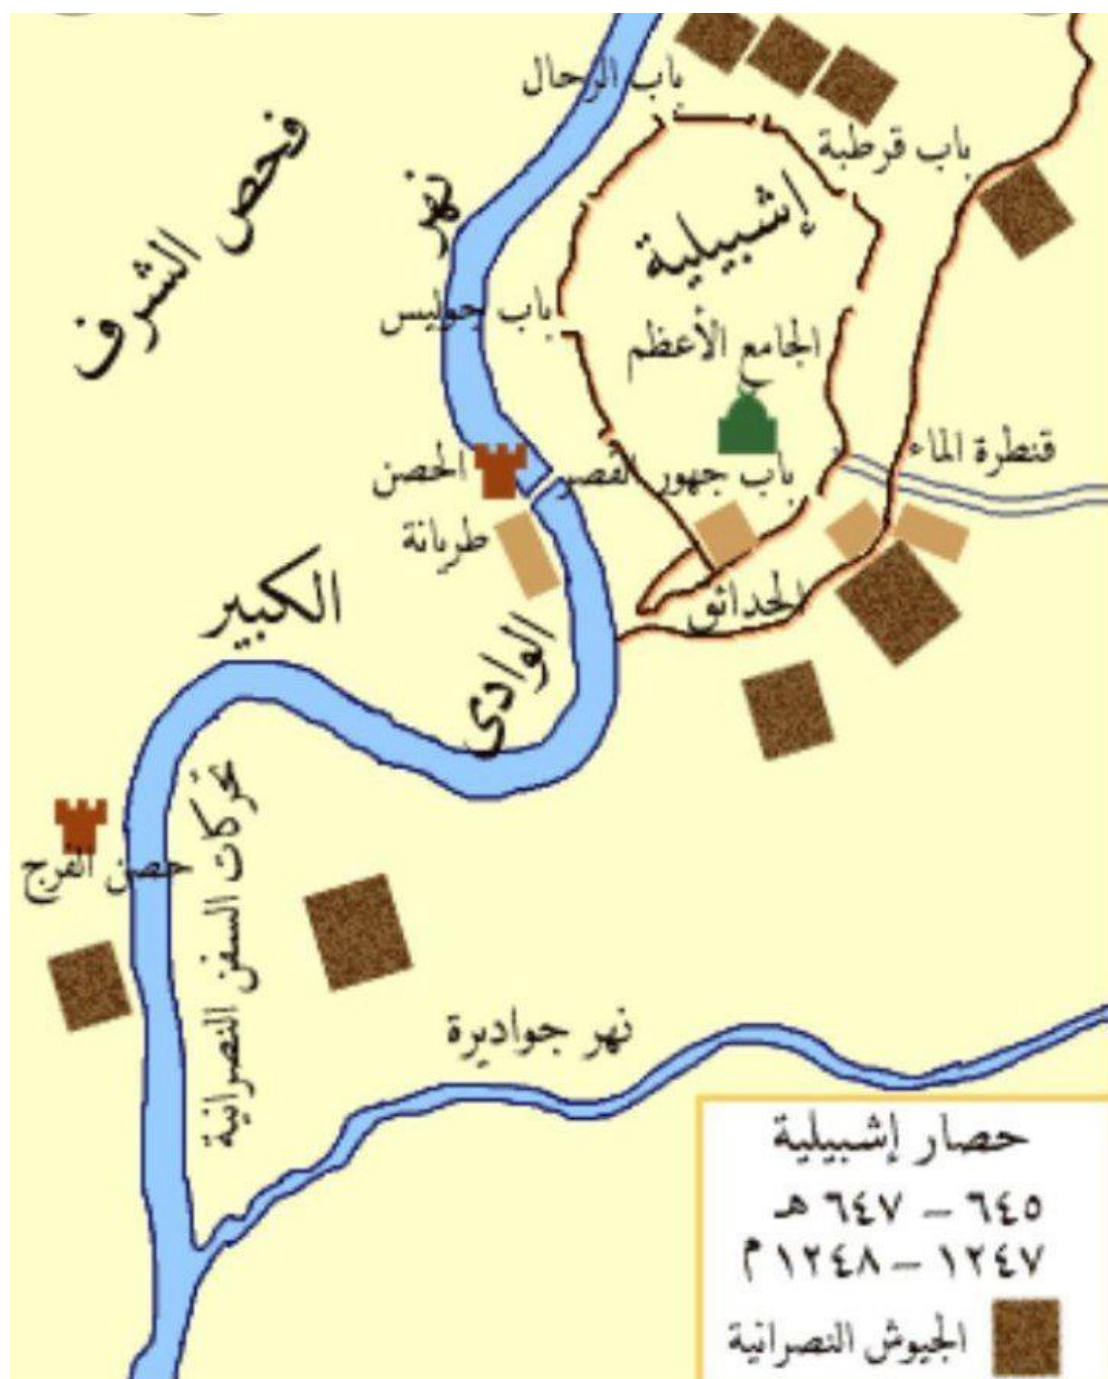 باب الرحال
باب قرطبة
إشبيلية
فحص الشرف
نهر
باب جوليس
الجامع الأعظم
قنطرة الماء
الحصن
باب جهور القصر
طريانة
الحدائق
الكبير
الوادى
تحركات السفن النصرانية
حصن الفرج
نهر جواديرة
حصار إشبيلية
٦٤٥ – ٦٤٧ هـ
١٢٤٧ – ١٢٤٨ م
الجيوش النصرانية